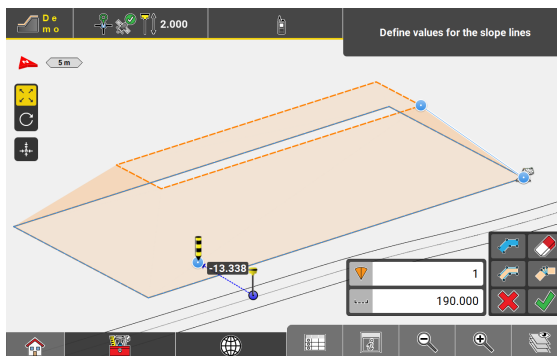 De
mo
2.000
Define values for the slope lines
5 m
-13.338
1
190.000